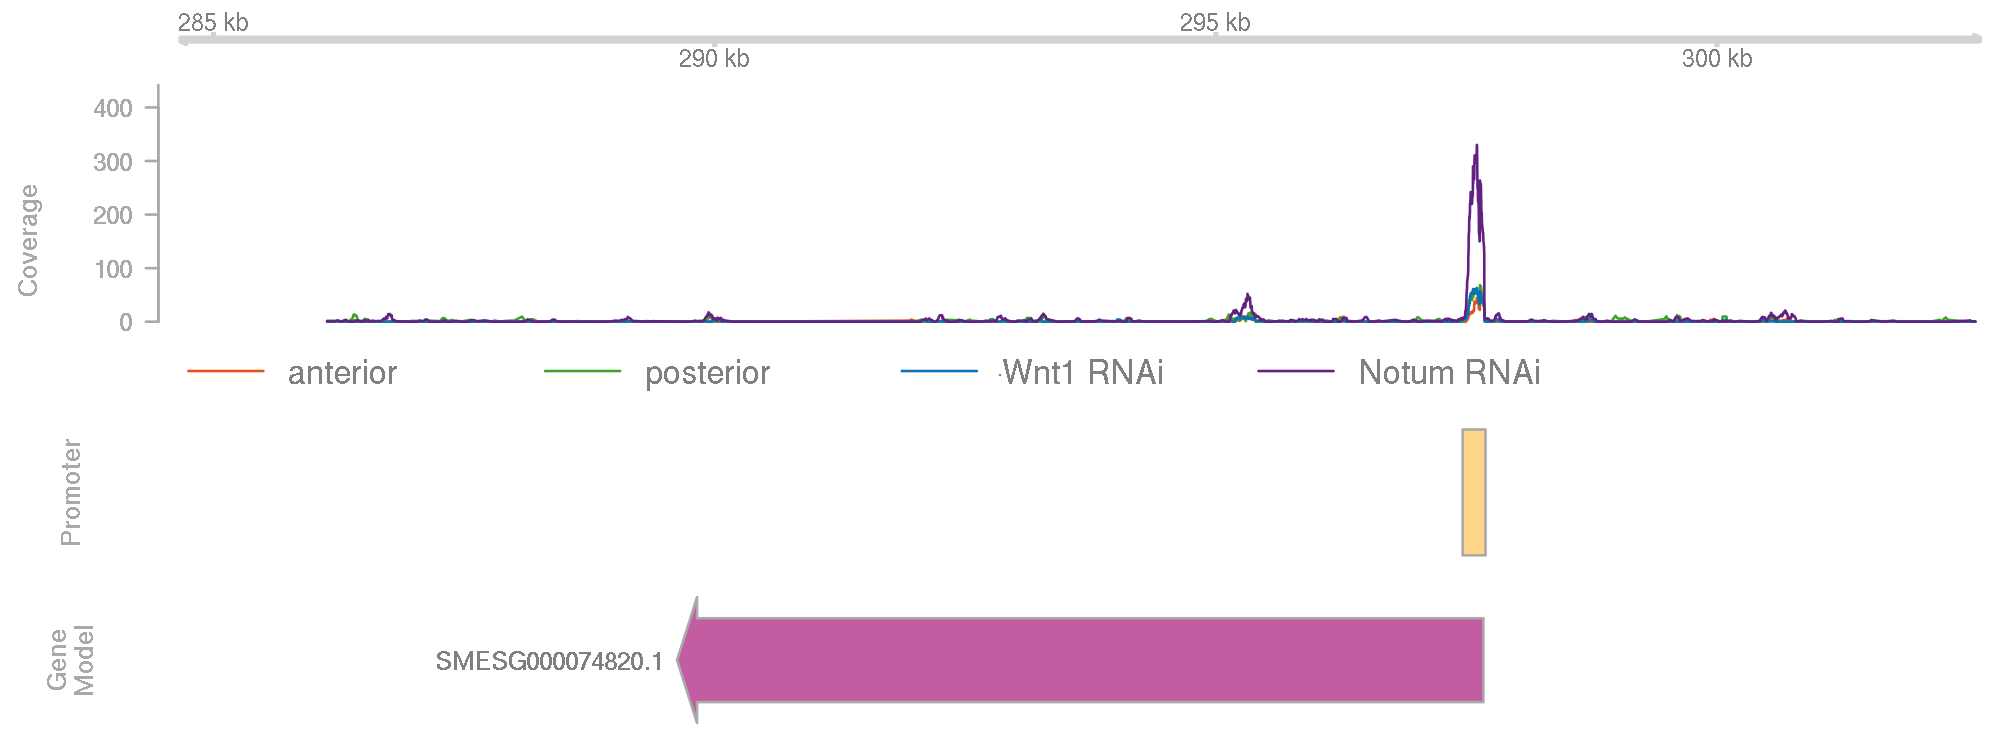 285 kb
295 kb
290 kb
300 kb
400
300
200
100
0
Coverage
anterior posterior Wnt1 RNAi Notum RNAi
Promoter
SMESG000074820.1
Gene
Model